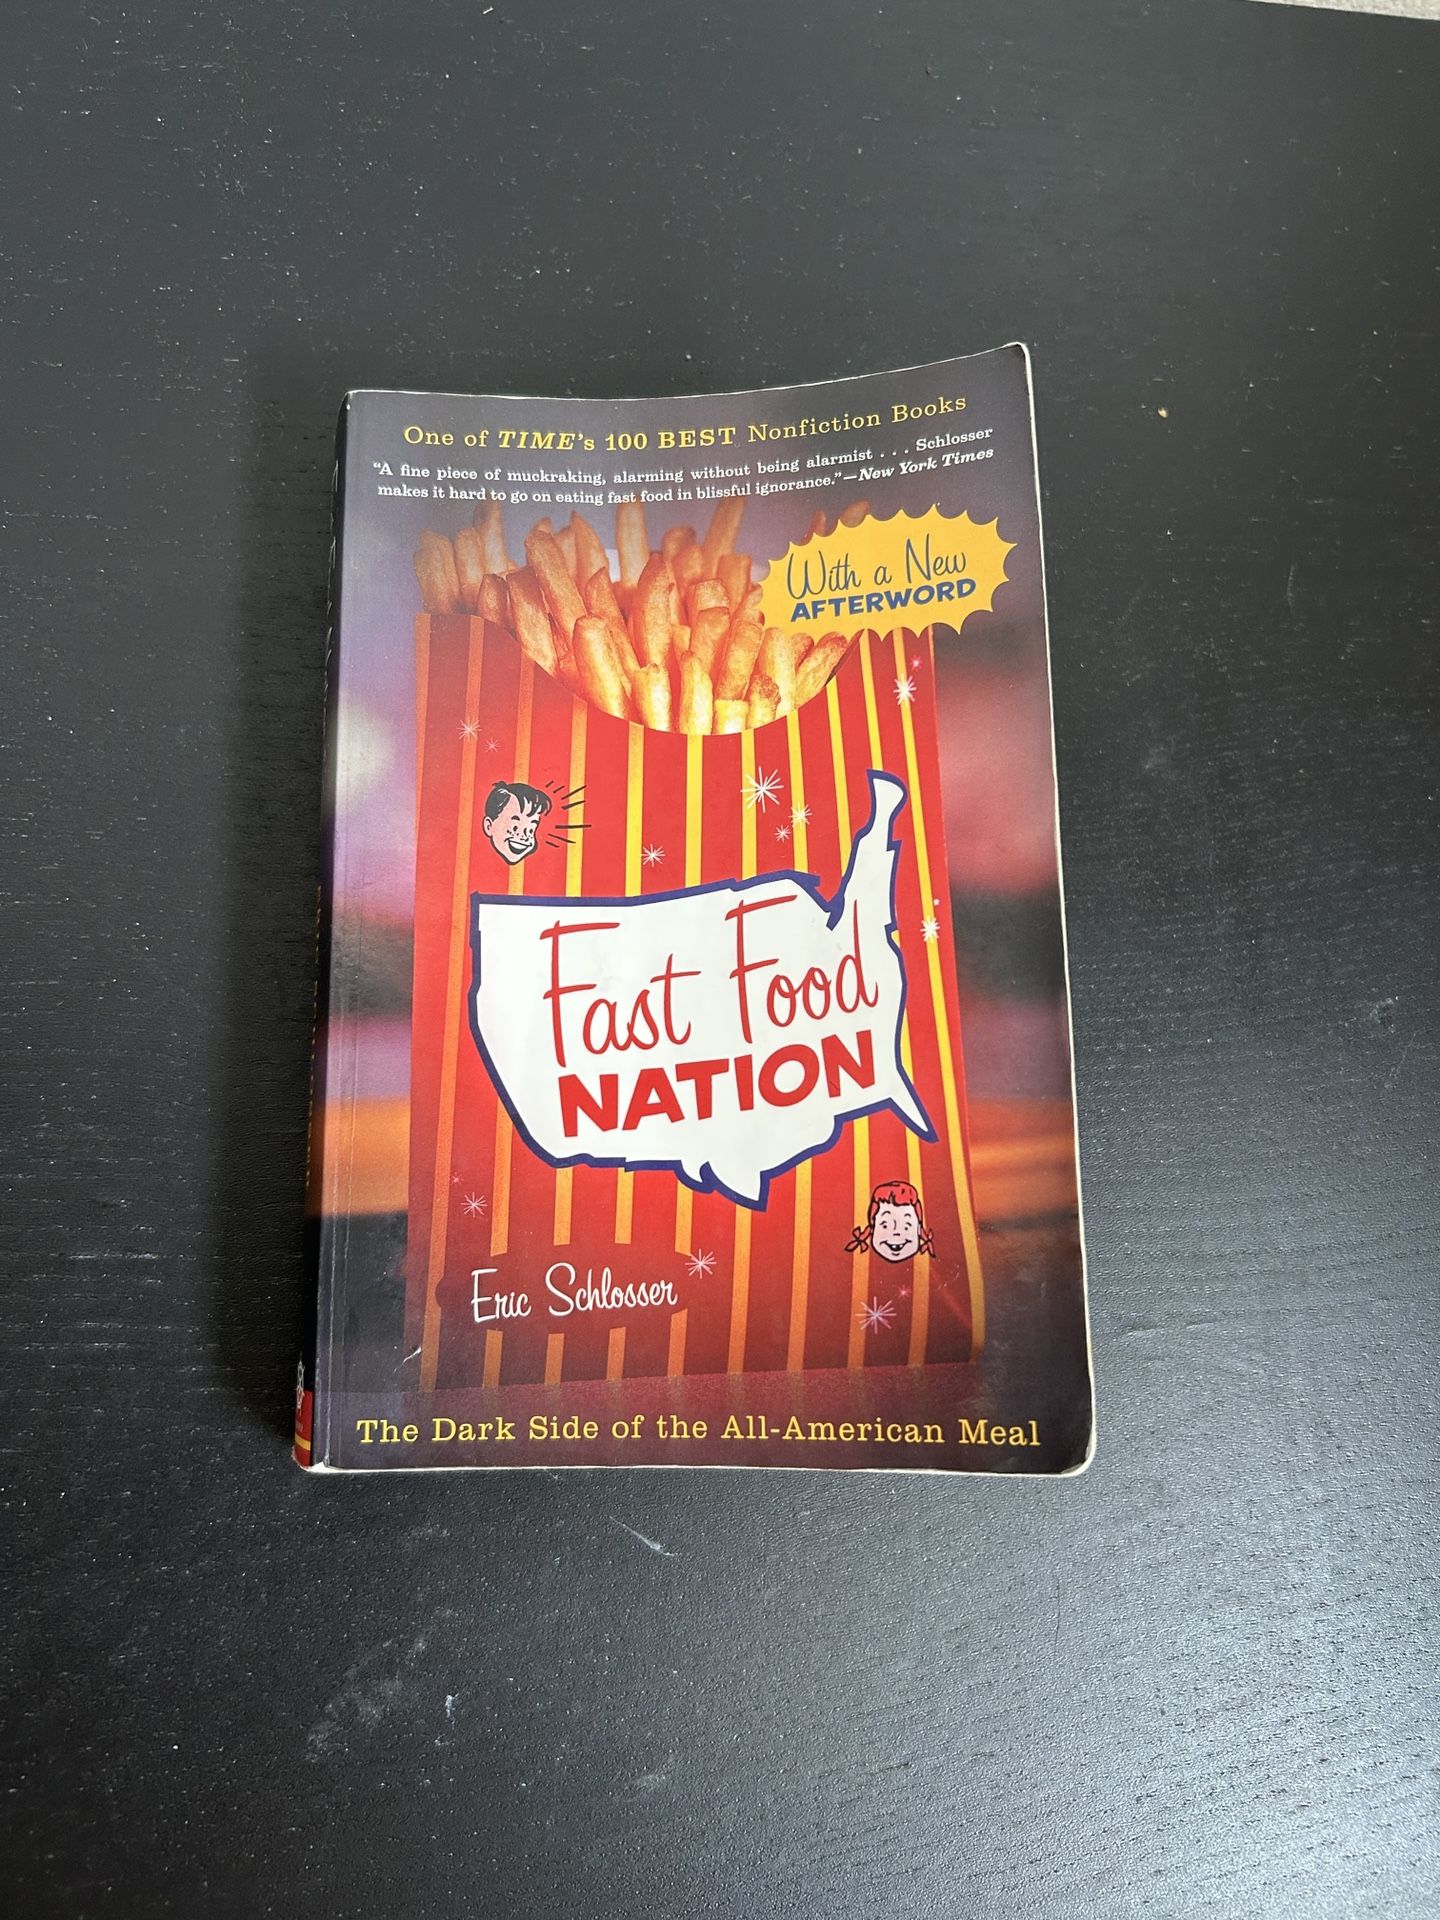 One of TIME's 100 BEST Nonfiction Books
"A fine piece of muckraking, alarming without being alarmist . . . Schlosser
makes it hard to go on eating fast food in blissful ignorance."—New York Times
With a New
AFTERWORD
Fast Food
NATION
Eric Schlosser
The Dark Side of the All-American Meal